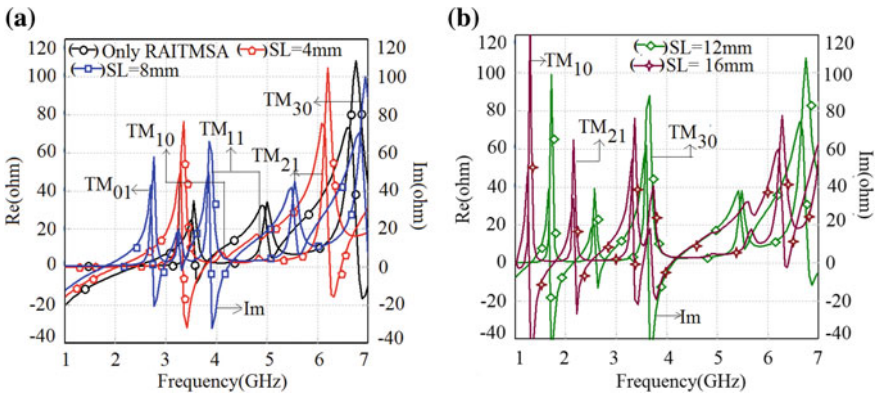 (a)
Only RAITMSA
SL=4mm
SL=8mm
120
100
80
60
40
20
0
-20
-40
Re(ohm)
120
100
80
60
40
20
0
-20
-40
Im(ohm)
TM30
TM10
TM11
TM21
TM01
Im
1 2 3 4 5 6 7
Frequency(GHz)
(b)
SL=12mm
SL= 16mm
120
100
80
60
40
20
0
-20
-40
Re(ohm)
120
100
80
60
40
20
0
-20
-40
Im(ohm)
TM10
TM21
TM30
Im
1 2 3 4 5 6 7
Frequency(GHz)